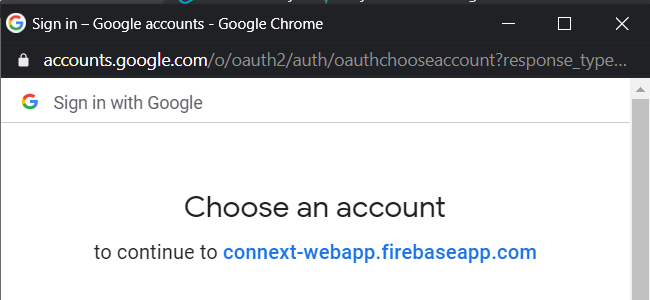 Sign in – Google accounts - Google Chrome
accounts.google.com/o/oauth2/auth/oauthchooseaccount?response_type...
Sign in with Google
Choose an account
to continue to connext-webapp.firebaseapp.com